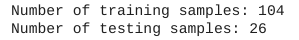 Number of training samples: 104
Number of testing samples: 26